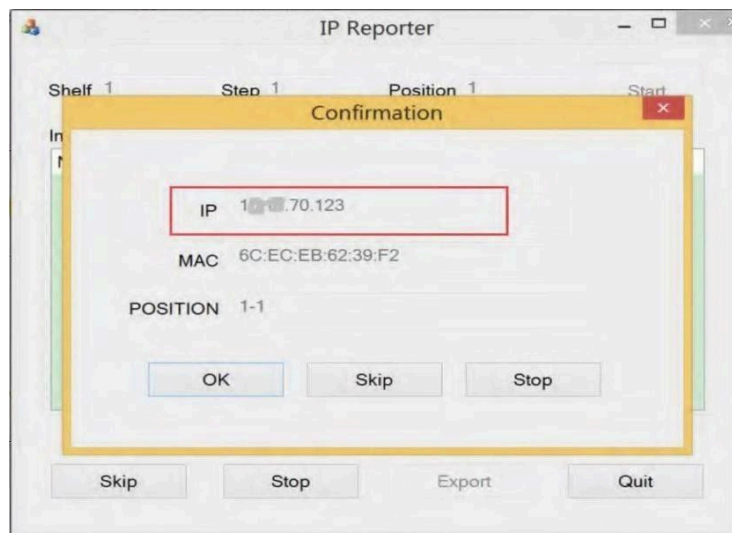 IP Reporter
Shelf 1 Step 1 Position 1 Start
Confirmation
IP .70.123
MAC 6C:EC:EB:62:39:F2
POSITION 1-1
OK Skip Stop
Skip Stop Export Quit